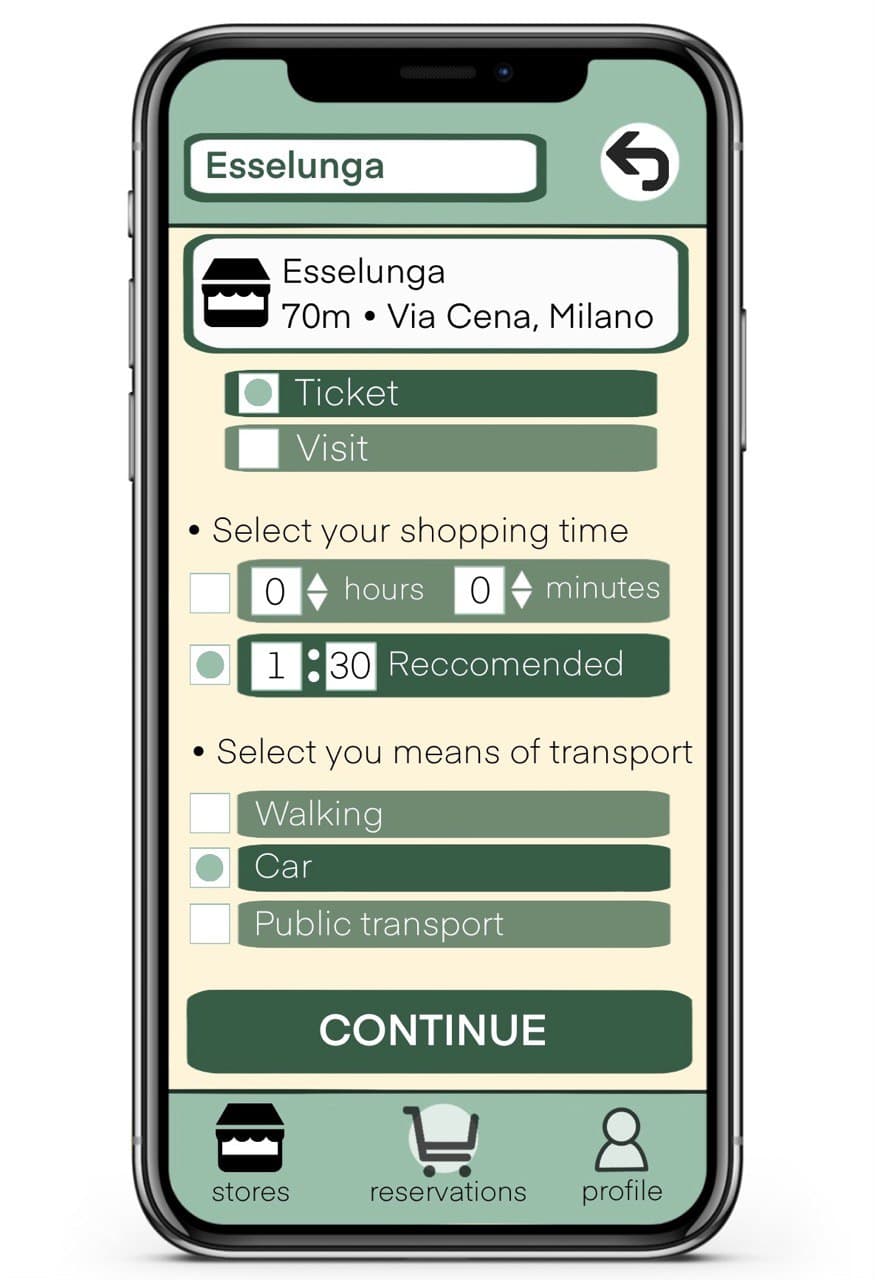 Esselunga
Esselunga
70m • Via Cena, Milano
Ticket
Visit
• Select your shopping time
0 hours 0 minutes
1:30 Reccomended
• Select you means of transport
Walking
Car
Public transport
CONTINUE
stores reservations profile